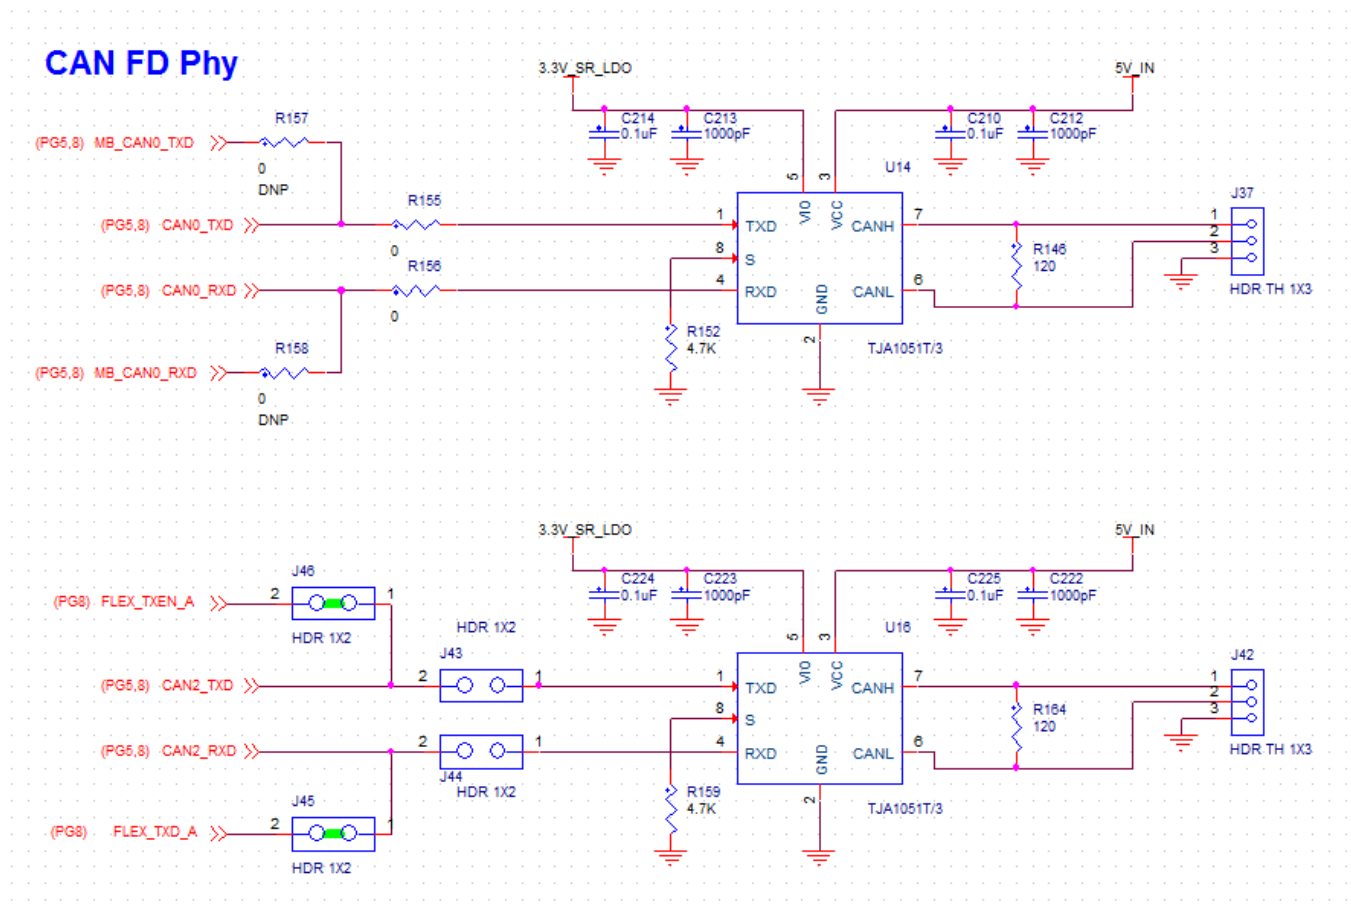 CAN FD Phy
3.3V_SR_LDO
5V_IN
R157
(PG5,8) MB_CAN0_TXD
0
DNP
C214
0.1uF
C213
1000pF
C210
0.1uF
C212
1000pF
U14
5
3
VIO
VCC
R155
(PG5,8) CAN0_TXD
0
1
TXD
CANH
7
8
S
R156
(PG5,8) CAN0_RXD
0
4
RXD
GND
CANL
6
2
R146
120
J37
1
2
3
HDR TH 1X3
R152
4.7K
TJA1051T/3
R158
(PG5,8) MB_CAN0_RXD
0
DNP
3.3V_SR_LDO
5V_IN
J46
(PG8) FLEX_TXEN_A
2
1
HDR 1X2
C224
0.1uF
C223
1000pF
C225
0.1uF
C222
1000pF
U16
5
3
VIO
VCC
HDR 1X2
J43
(PG5,8) CAN2_TXD
2
1
1
TXD
CANH
7
8
S
(PG5,8) CAN2_RXD
2
1
J44
HDR 1X2
4
RXD
GND
CANL
6
2
R164
120
J42
1
2
3
HDR TH 1X3
R159
4.7K
TJA1051T/3
J45
(PG8) FLEX_TXD_A
2
1
HDR 1X2